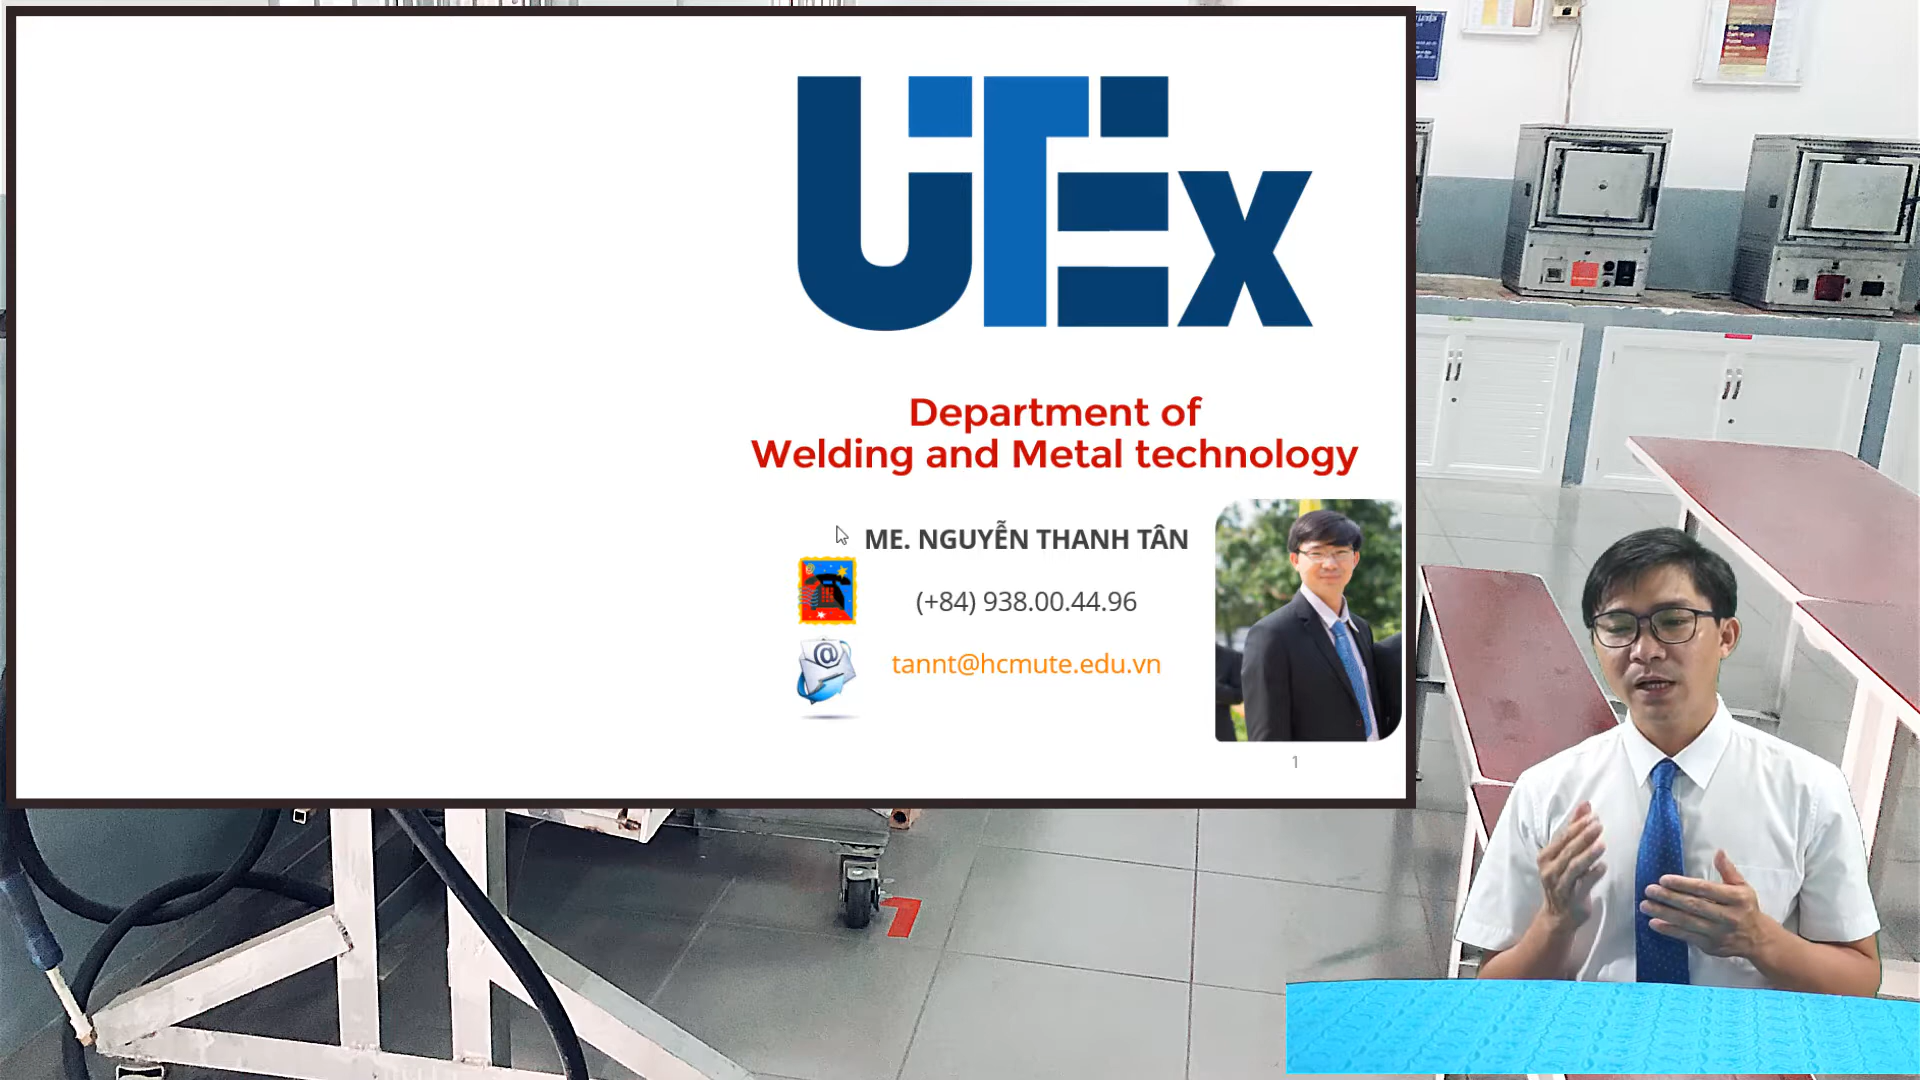 UTEx
Department of
Welding and Metal technology
ME. NGUYỄN THANH TÂN
(+84) 938.00.44.96
tannt@hcmute.edu.vn
1